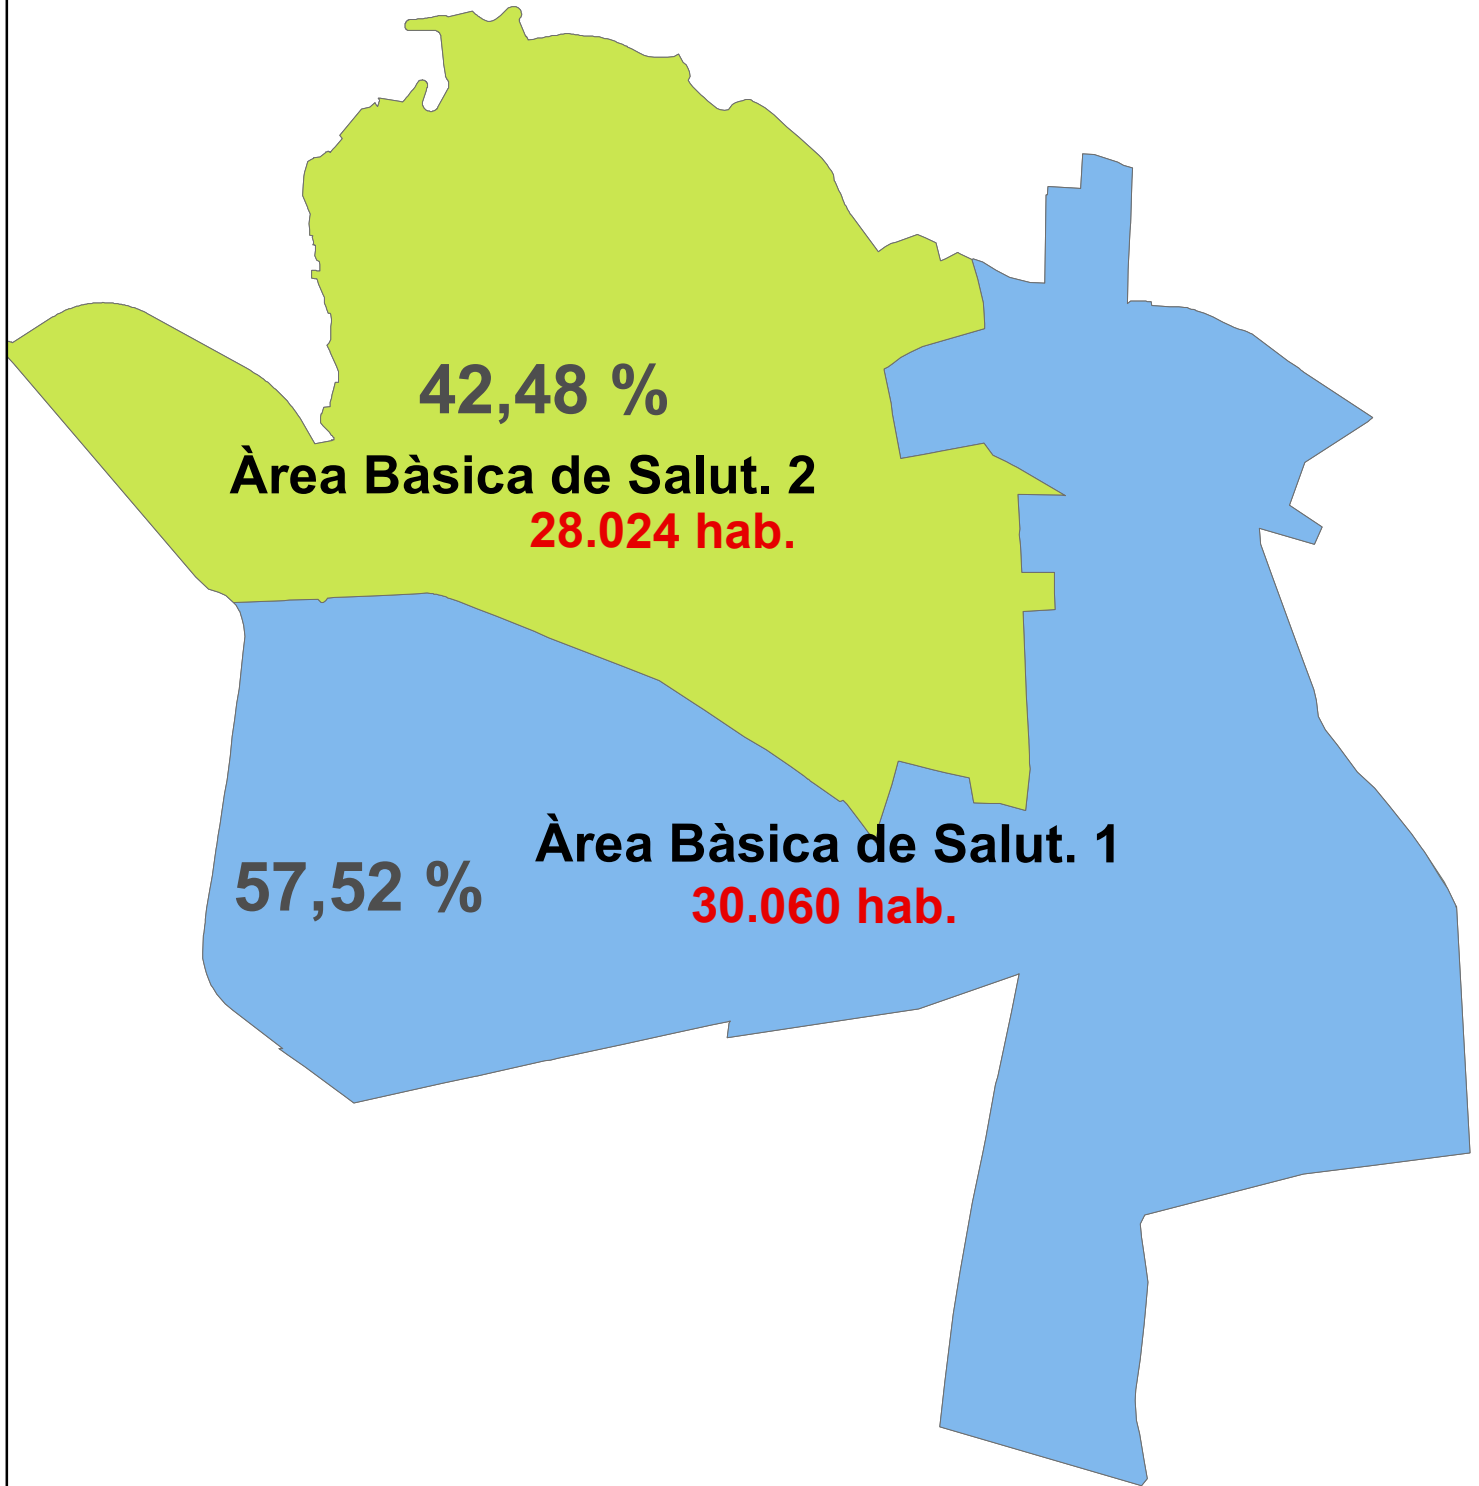 42,48 %
Àrea Bàsica de Salut. 2
28.024 hab.
Àrea Bàsica de Salut. 1
57,52 %
30.060 hab.